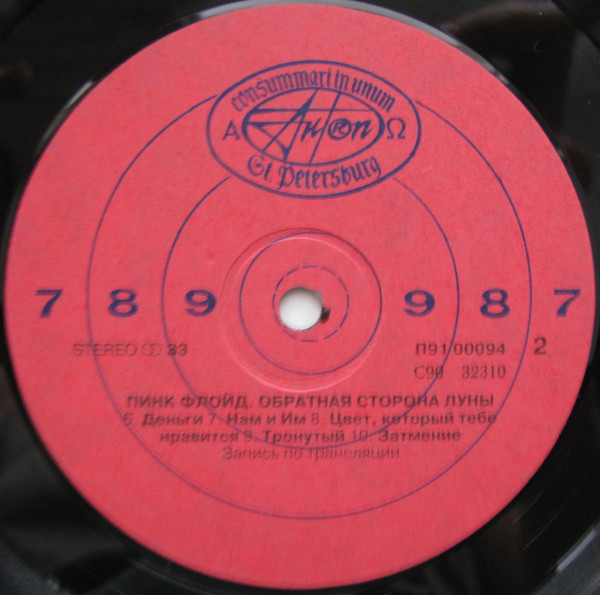 consummari in unum
Α АнТроп ® Ω
St. Petersburg
7 8 9 9 8 7
STEREO 33 П91 00094 2
С90 32310
ПИНК ФЛОЙД. ОБРАТНАЯ СТОРОНА ЛУНЫ
6. Деньги 7. Нам и Им 8. Цвет, который тебе
нравится 9. Тронутый 10. Затмение
Запись по трансляции